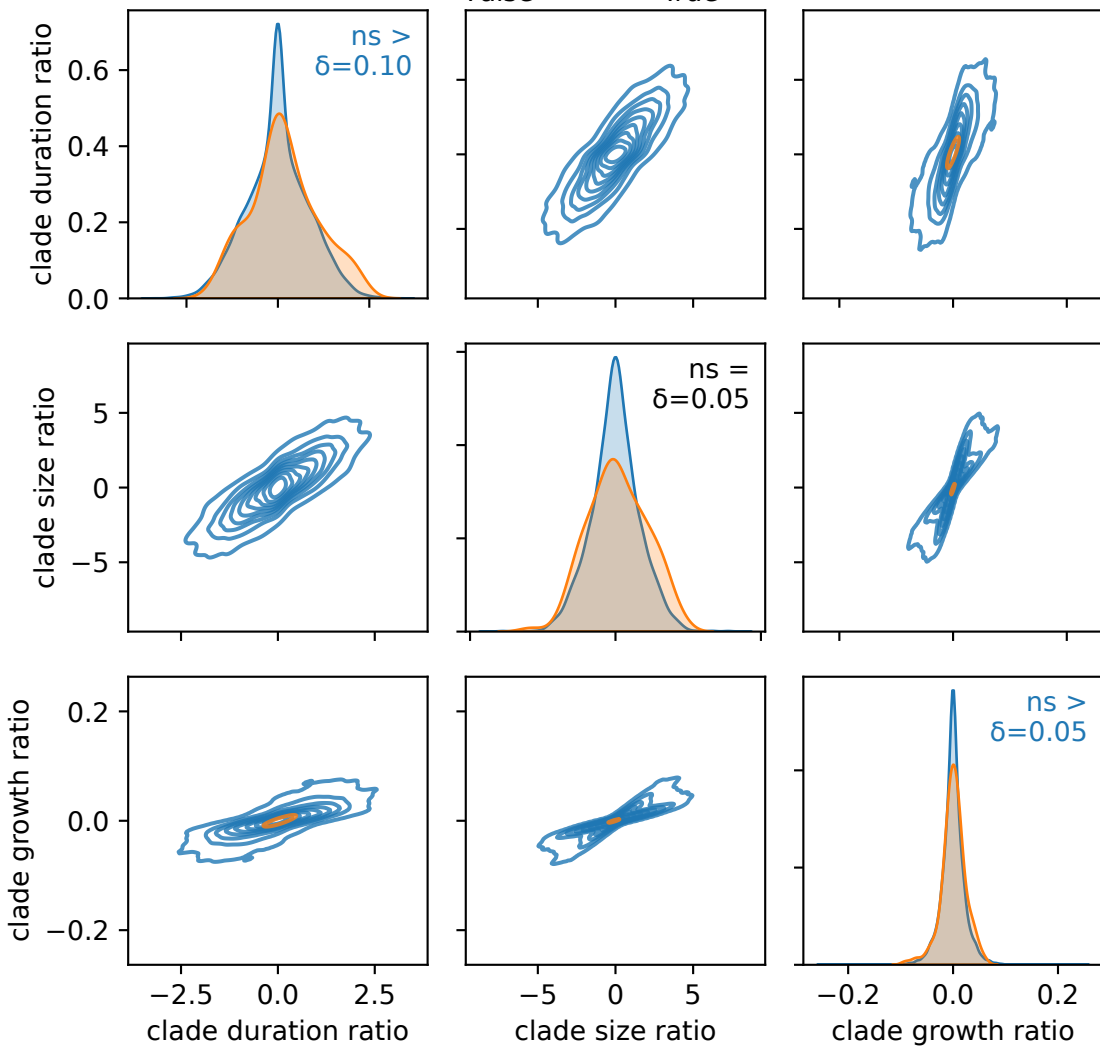 ns >
δ=0.10
clade duration ratio
0.6
0.4
0.2
0.0
ns =
δ=0.05
clade size ratio
5
0
−5
ns >
δ=0.05
clade growth ratio
0.2
0.0
−0.2
−2.5 0.0 2.5 −5 0 5 −0.2 0.0 0.2
clade duration ratio clade size ratio clade growth ratio